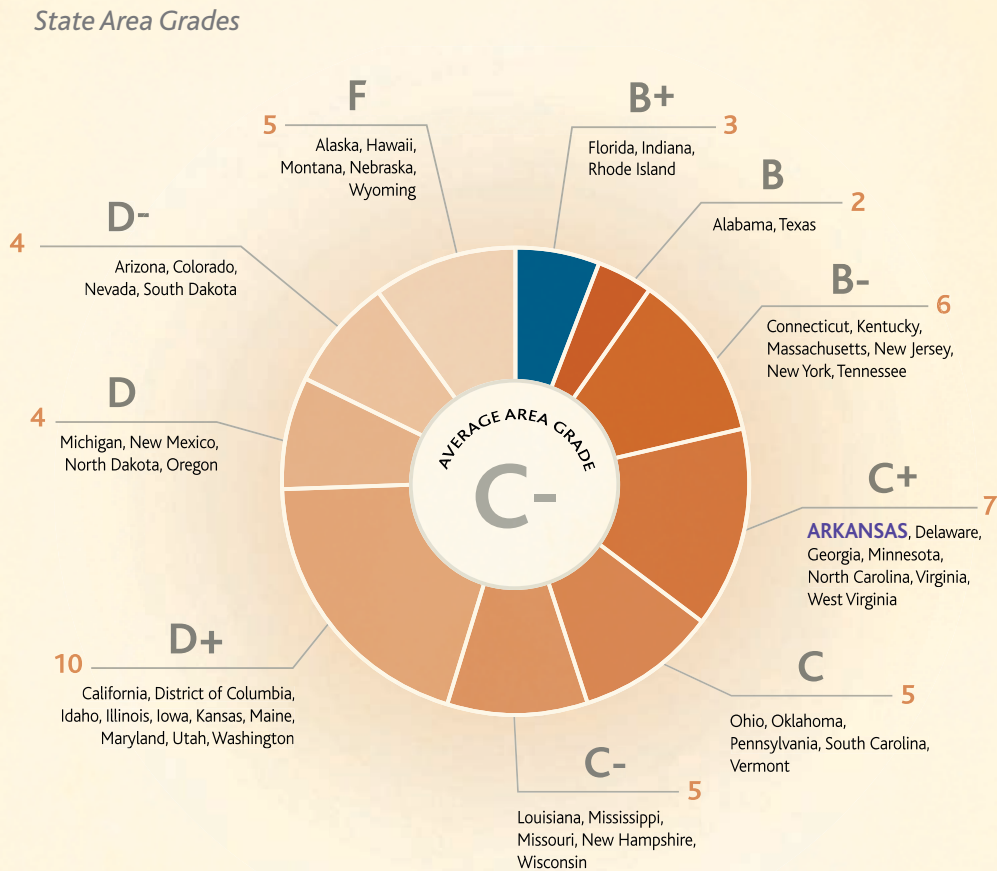 State Area Grades
F
5
Alaska, Hawaii,
Montana, Nebraska,
Wyoming
B+
3
Florida, Indiana,
Rhode Island
B
2
Alabama, Texas
B-
6
Connecticut, Kentucky,
Massachusetts, New Jersey,
New York, Tennessee
C+
7
ARKANSAS, Delaware,
Georgia, Minnesota,
North Carolina, Virginia,
West Virginia
C
5
Ohio, Oklahoma,
Pennsylvania, South Carolina,
Vermont
C-
5
Louisiana, Mississippi,
Missouri, New Hampshire,
Wisconsin
D+
10
California, District of Columbia,
Idaho, Illinois, Iowa, Kansas, Maine,
Maryland, Utah, Washington
D
4
Michigan, New Mexico,
North Dakota, Oregon
D-
4
Arizona, Colorado,
Nevada, South Dakota
AVERAGE AREA GRADE
C-